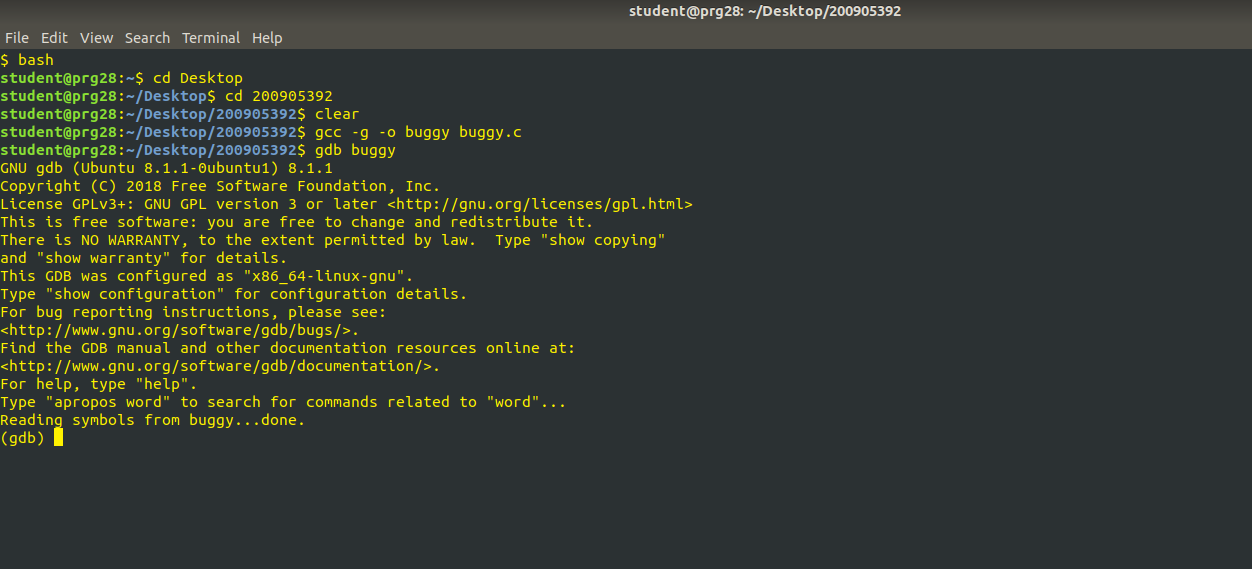 student@prg28: ~/Desktop/200905392
File Edit View Search Terminal Help
$ bash
student@prg28:~$ cd Desktop
student@prg28:~/Desktop$ cd 200905392
student@prg28:~/Desktop/200905392$ clear
student@prg28:~/Desktop/200905392$ gcc -g -o buggy buggy.c
student@prg28:~/Desktop/200905392$ gdb buggy
GNU gdb (Ubuntu 8.1.1-0ubuntu1) 8.1.1
Copyright (C) 2018 Free Software Foundation, Inc.
License GPLv3+: GNU GPL version 3 or later <http://gnu.org/licenses/gpl.html>
This is free software: you are free to change and redistribute it.
There is NO WARRANTY, to the extent permitted by law.  Type "show copying"
and "show warranty" for details.
This GDB was configured as "x86_64-linux-gnu".
Type "show configuration" for configuration details.
For bug reporting instructions, please see:
<http://www.gnu.org/software/gdb/bugs/>.
Find the GDB manual and other documentation resources online at:
<http://www.gnu.org/software/gdb/documentation/>.
For help, type "help".
Type "apropos word" to search for commands related to "word"...
Reading symbols from buggy...done.
(gdb)